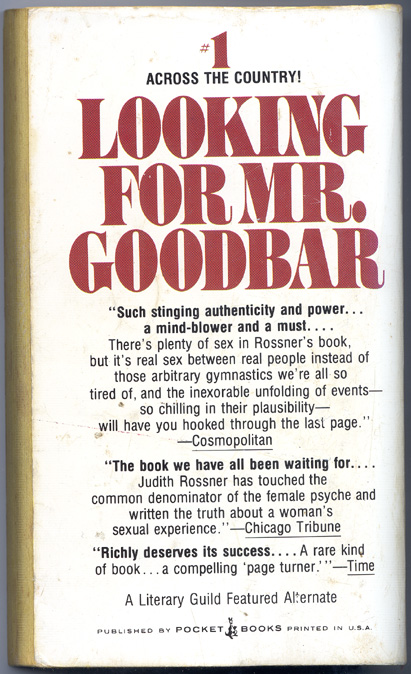 #1
ACROSS THE COUNTRY!
LOOKING
FOR MR.
GOODBAR
"Such stinging authenticity and power...
a mind-blower and a must....
There's plenty of sex in Rossner's book,
but it's real sex between real people instead of
those arbitrary gymnastics we're all so
tired of, and the inexorable unfolding of events—
so chilling in their plausibility—
will have you hooked through the last page."
—Cosmopolitan
"The book we have all been waiting for....
Judith Rossner has touched the
common denominator of the female psyche and
written the truth about a woman's
sexual experience."—Chicago Tribune
"Richly deserves its success.... A rare kind
of book...a compelling 'page turner.'"—Time
A Literary Guild Featured Alternate
PUBLISHED BY POCKET BOOKS PRINTED IN U.S.A.